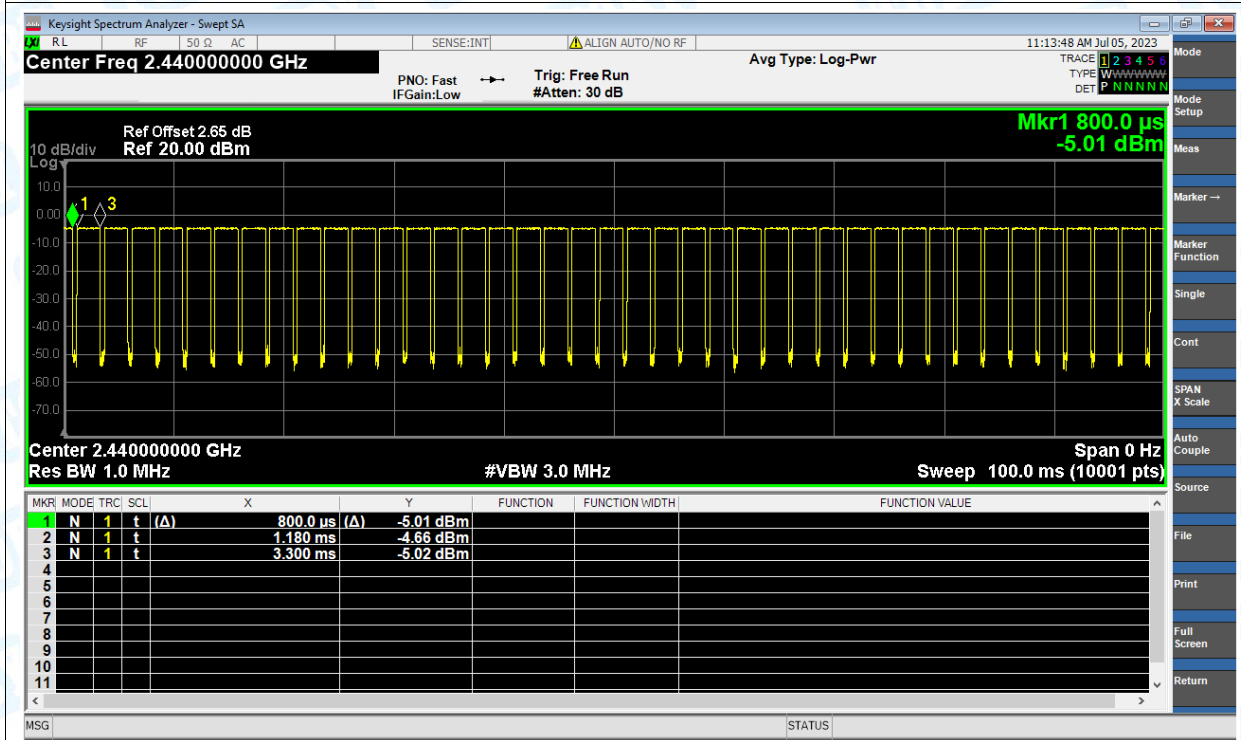 Keysight Spectrum Analyzer - Swept SA
LXI RL RF 50 Ω AC SENSE:INT ALIGN AUTO/NO RF 11:13:48 AM Jul 05, 2023
Center Freq 2.440000000 GHz
PNO: Fast
IFGain:Low
Trig: Free Run
#Atten: 30 dB
Avg Type: Log-Pwr
TRACE 1 2 3 4 5 6
TYPE WWWWWW
DET P N N N N N
Mkr1 800.0 µs
-5.01 dBm
Ref Offset 2.65 dB
10 dB/div Ref 20.00 dBm
Log
10.0
0.00
-10.0
-20.0
-30.0
-40.0
-50.0
-60.0
-70.0
1 3
Center 2.440000000 GHz Span 0 Hz
Res BW 1.0 MHz #VBW 3.0 MHz Sweep 100.0 ms (10001 pts)
MKR MODE TRC SCL X Y FUNCTION FUNCTION WIDTH FUNCTION VALUE
1 N 1 t (Δ) 800.0 µs (Δ) -5.01 dBm
2 N 1 t 1.180 ms -4.66 dBm
3 N 1 t 3.300 ms -5.02 dBm
4
5
6
7
8
9
10
11
MSG STATUS
Mode
Mode
Setup
Meas
Marker →
Marker
Function
Single
Cont
SPAN
X Scale
Auto
Couple
Source
File
Print
Full
Screen
Return